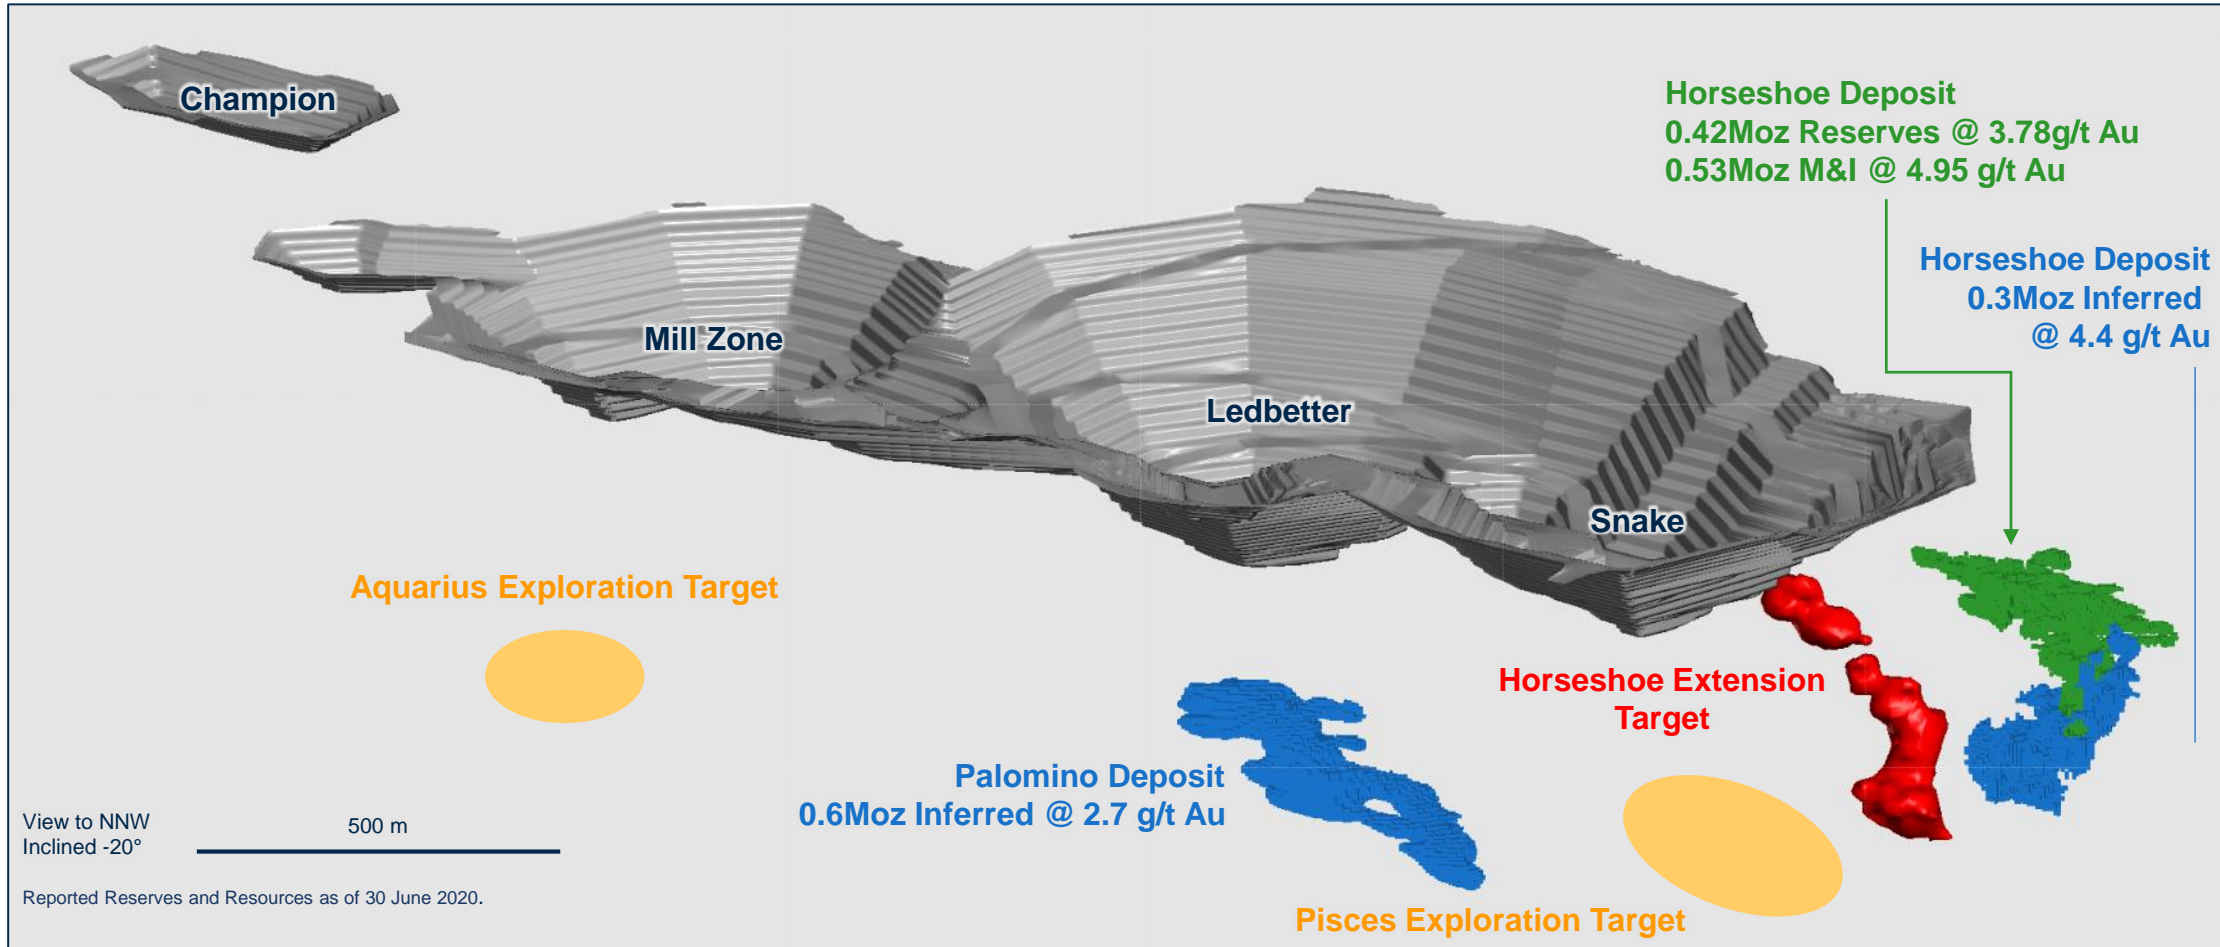 Champion
Horseshoe Deposit
0.42Moz Reserves @ 3.78g/t Au
0.53Moz M&I @ 4.95 g/t Au
Horseshoe Deposit
0.3Moz Inferred
@ 4.4 g/t Au
Mill Zone
Ledbetter
Snake
Aquarius Exploration Target
Horseshoe Extension
Target
Palomino Deposit
0.6Moz Inferred @ 2.7 g/t Au
View to NNW
Inclined -20°
500 m
Reported Reserves and Resources as of 30 June 2020.
Pisces Exploration Target